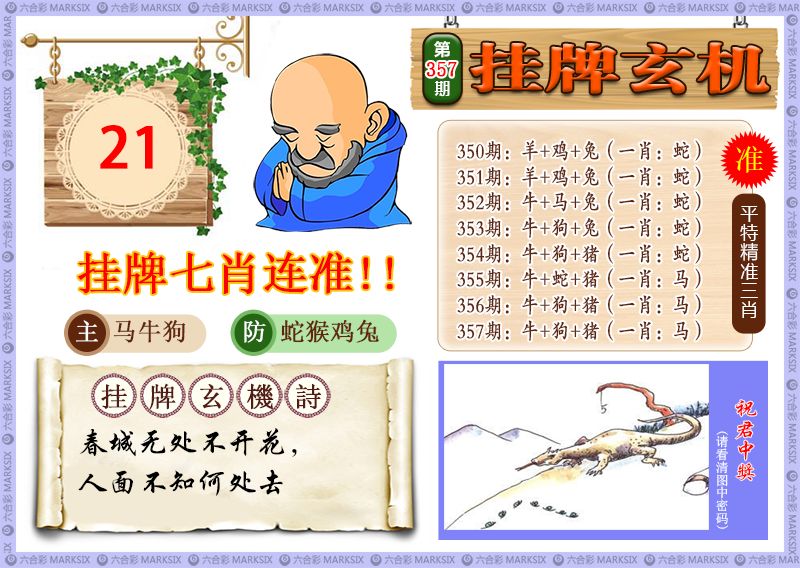 六合彩 MARKSIX
21
第
357
期
挂牌玄机
350期：羊+鸡+兔（一肖：蛇）
351期：羊+鸡+兔（一肖：蛇）
352期：牛+马+兔（一肖：蛇）
353期：牛+狗+兔（一肖：蛇）
354期：牛+狗+猪（一肖：蛇）
355期：牛+蛇+猪（一肖：马）
356期：牛+狗+猪（一肖：马）
357期：牛+狗+猪（一肖：马）
准
平特精准三肖
挂牌七肖连准!!
主 马牛狗
防 蛇猴鸡兔
挂牌玄機詩
春城无处不开花，
人面不知何处去
5
祝君中奖
(请看清图中密码)